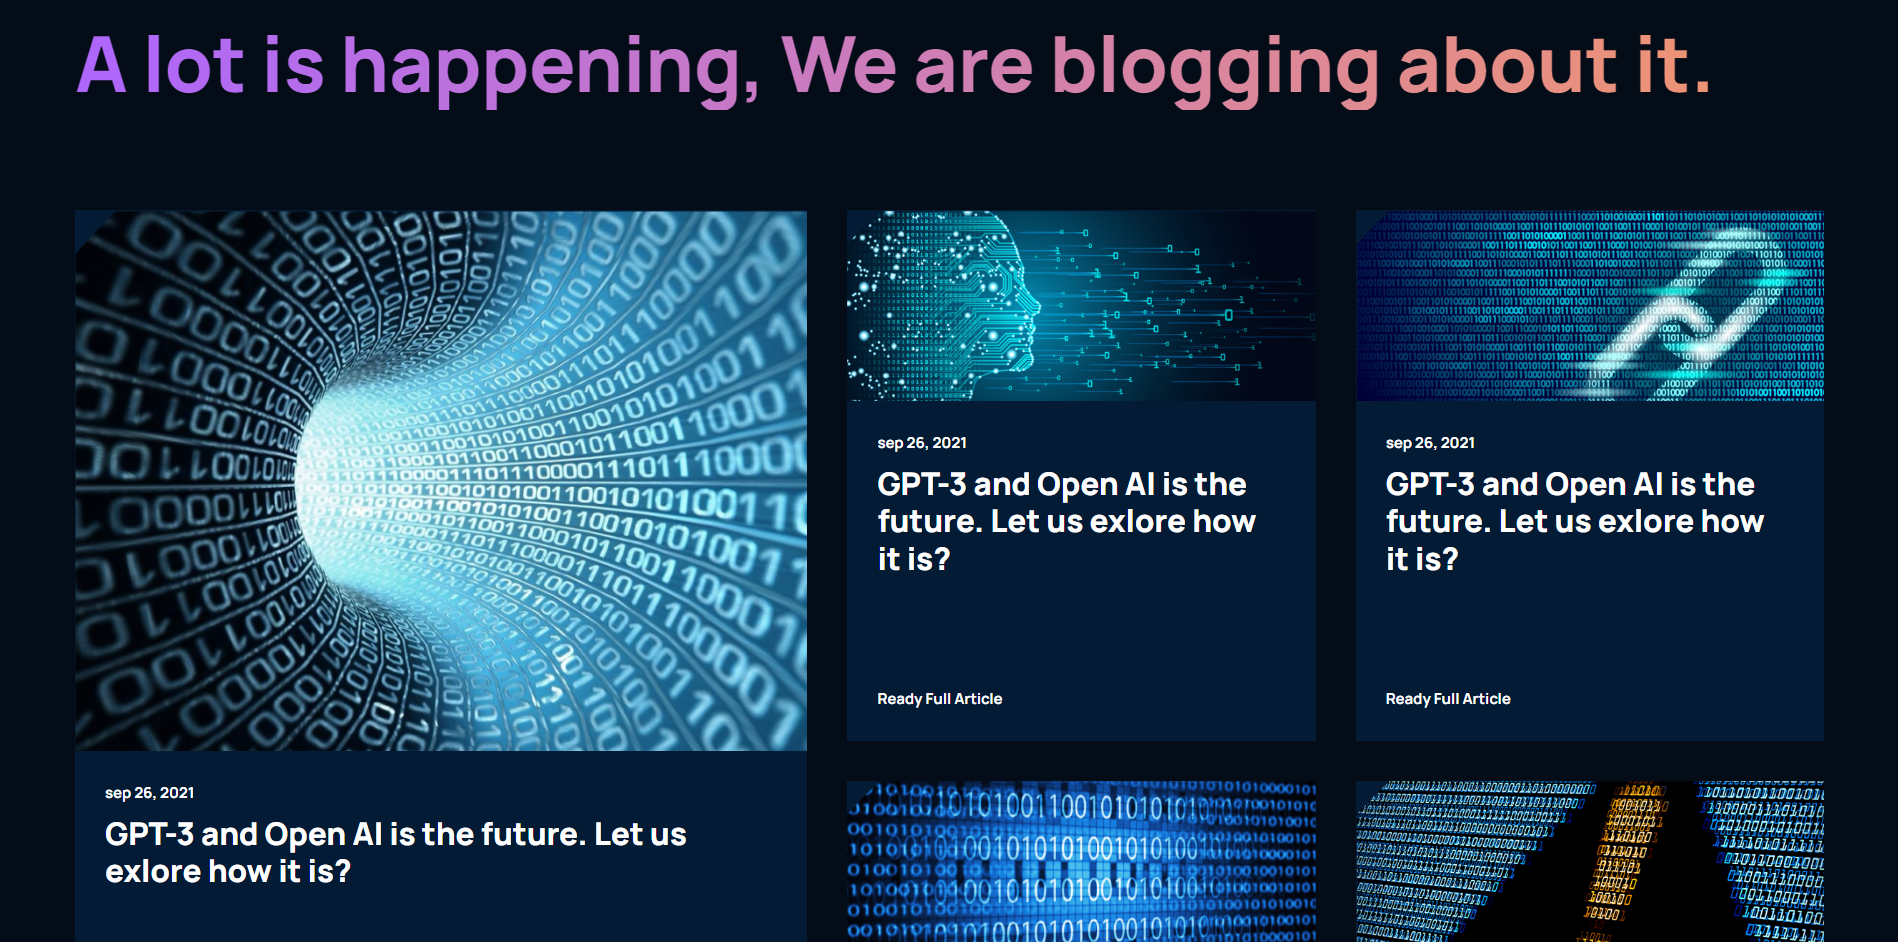 A lot is happening, We are blogging about it.
sep 26, 2021
GPT-3 and Open AI is the future. Let us
exlore how it is?
sep 26, 2021
GPT-3 and Open AI is the
future. Let us exlore how
it is?
Ready Full Article
sep 26, 2021
GPT-3 and Open AI is the
future. Let us exlore how
it is?
Ready Full Article